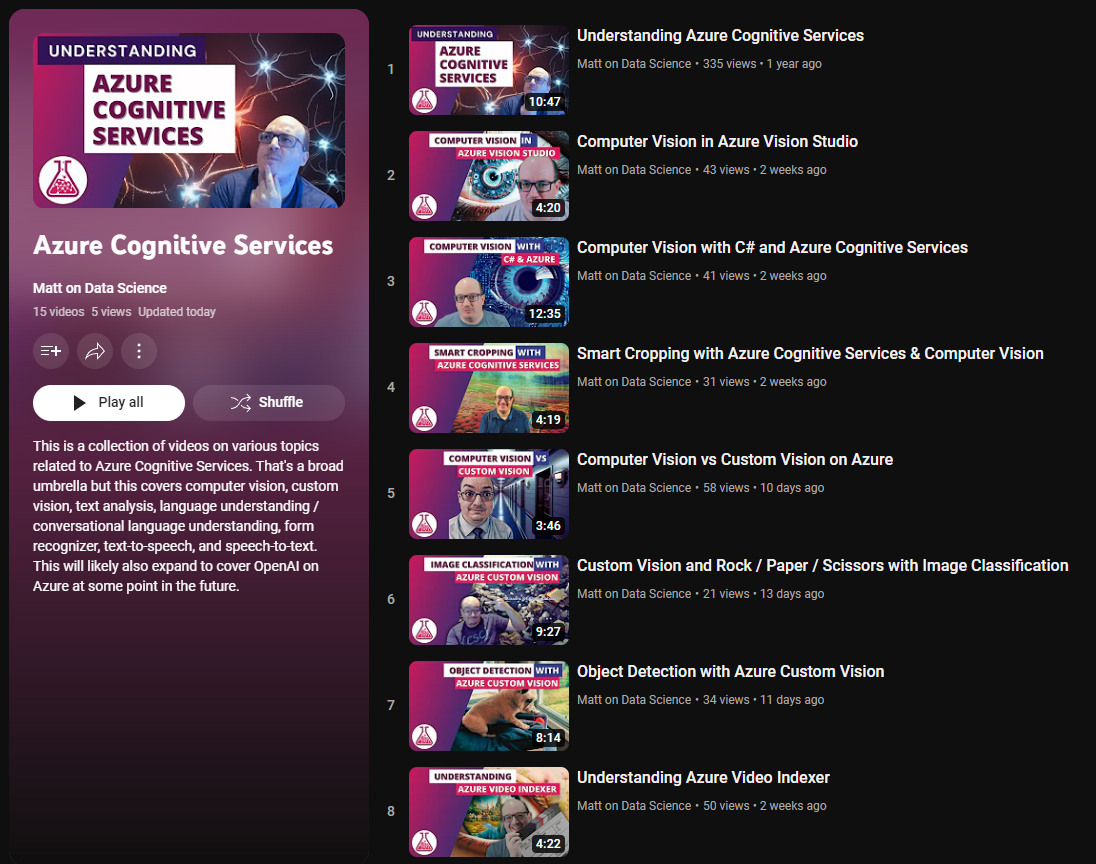 UNDERSTANDING
AZURE
COGNITIVE
SERVICES
Azure Cognitive Services
Matt on Data Science
15 videos 5 views Updated today
Play all
Shuffle
This is a collection of videos on various topics
related to Azure Cognitive Services. That's a broad
umbrella but this covers computer vision, custom
vision, text analysis, language understanding /
conversational language understanding, form
recognizer, text-to-speech, and speech-to-text.
This will likely also expand to cover OpenAI on
Azure at some point in the future.
1
UNDERSTANDING
AZURE
COGNITIVE
SERVICES
10:47
Understanding Azure Cognitive Services
Matt on Data Science • 335 views • 1 year ago
2
COMPUTER VISION IN
AZURE VISION STUDIO
4:20
Computer Vision in Azure Vision Studio
Matt on Data Science • 43 views • 2 weeks ago
3
COMPUTER VISION WITH
C# & AZURE
12:35
Computer Vision with C# and Azure Cognitive Services
Matt on Data Science • 41 views • 2 weeks ago
4
SMART CROPPING WITH
AZURE COGNITIVE SERVICES
4:19
Smart Cropping with Azure Cognitive Services & Computer Vision
Matt on Data Science • 31 views • 2 weeks ago
5
COMPUTER VISION VS
CUSTOM VISION
3:46
Computer Vision vs Custom Vision on Azure
Matt on Data Science • 58 views • 10 days ago
6
IMAGE CLASSIFICATION WITH
AZURE CUSTOM VISION
9:27
Custom Vision and Rock / Paper / Scissors with Image Classification
Matt on Data Science • 21 views • 13 days ago
7
OBJECT DETECTION WITH
AZURE CUSTOM VISION
8:14
Object Detection with Azure Custom Vision
Matt on Data Science • 34 views • 11 days ago
8
UNDERSTANDING
AZURE VIDEO INDEXER
4:22
Understanding Azure Video Indexer
Matt on Data Science • 50 views • 2 weeks ago